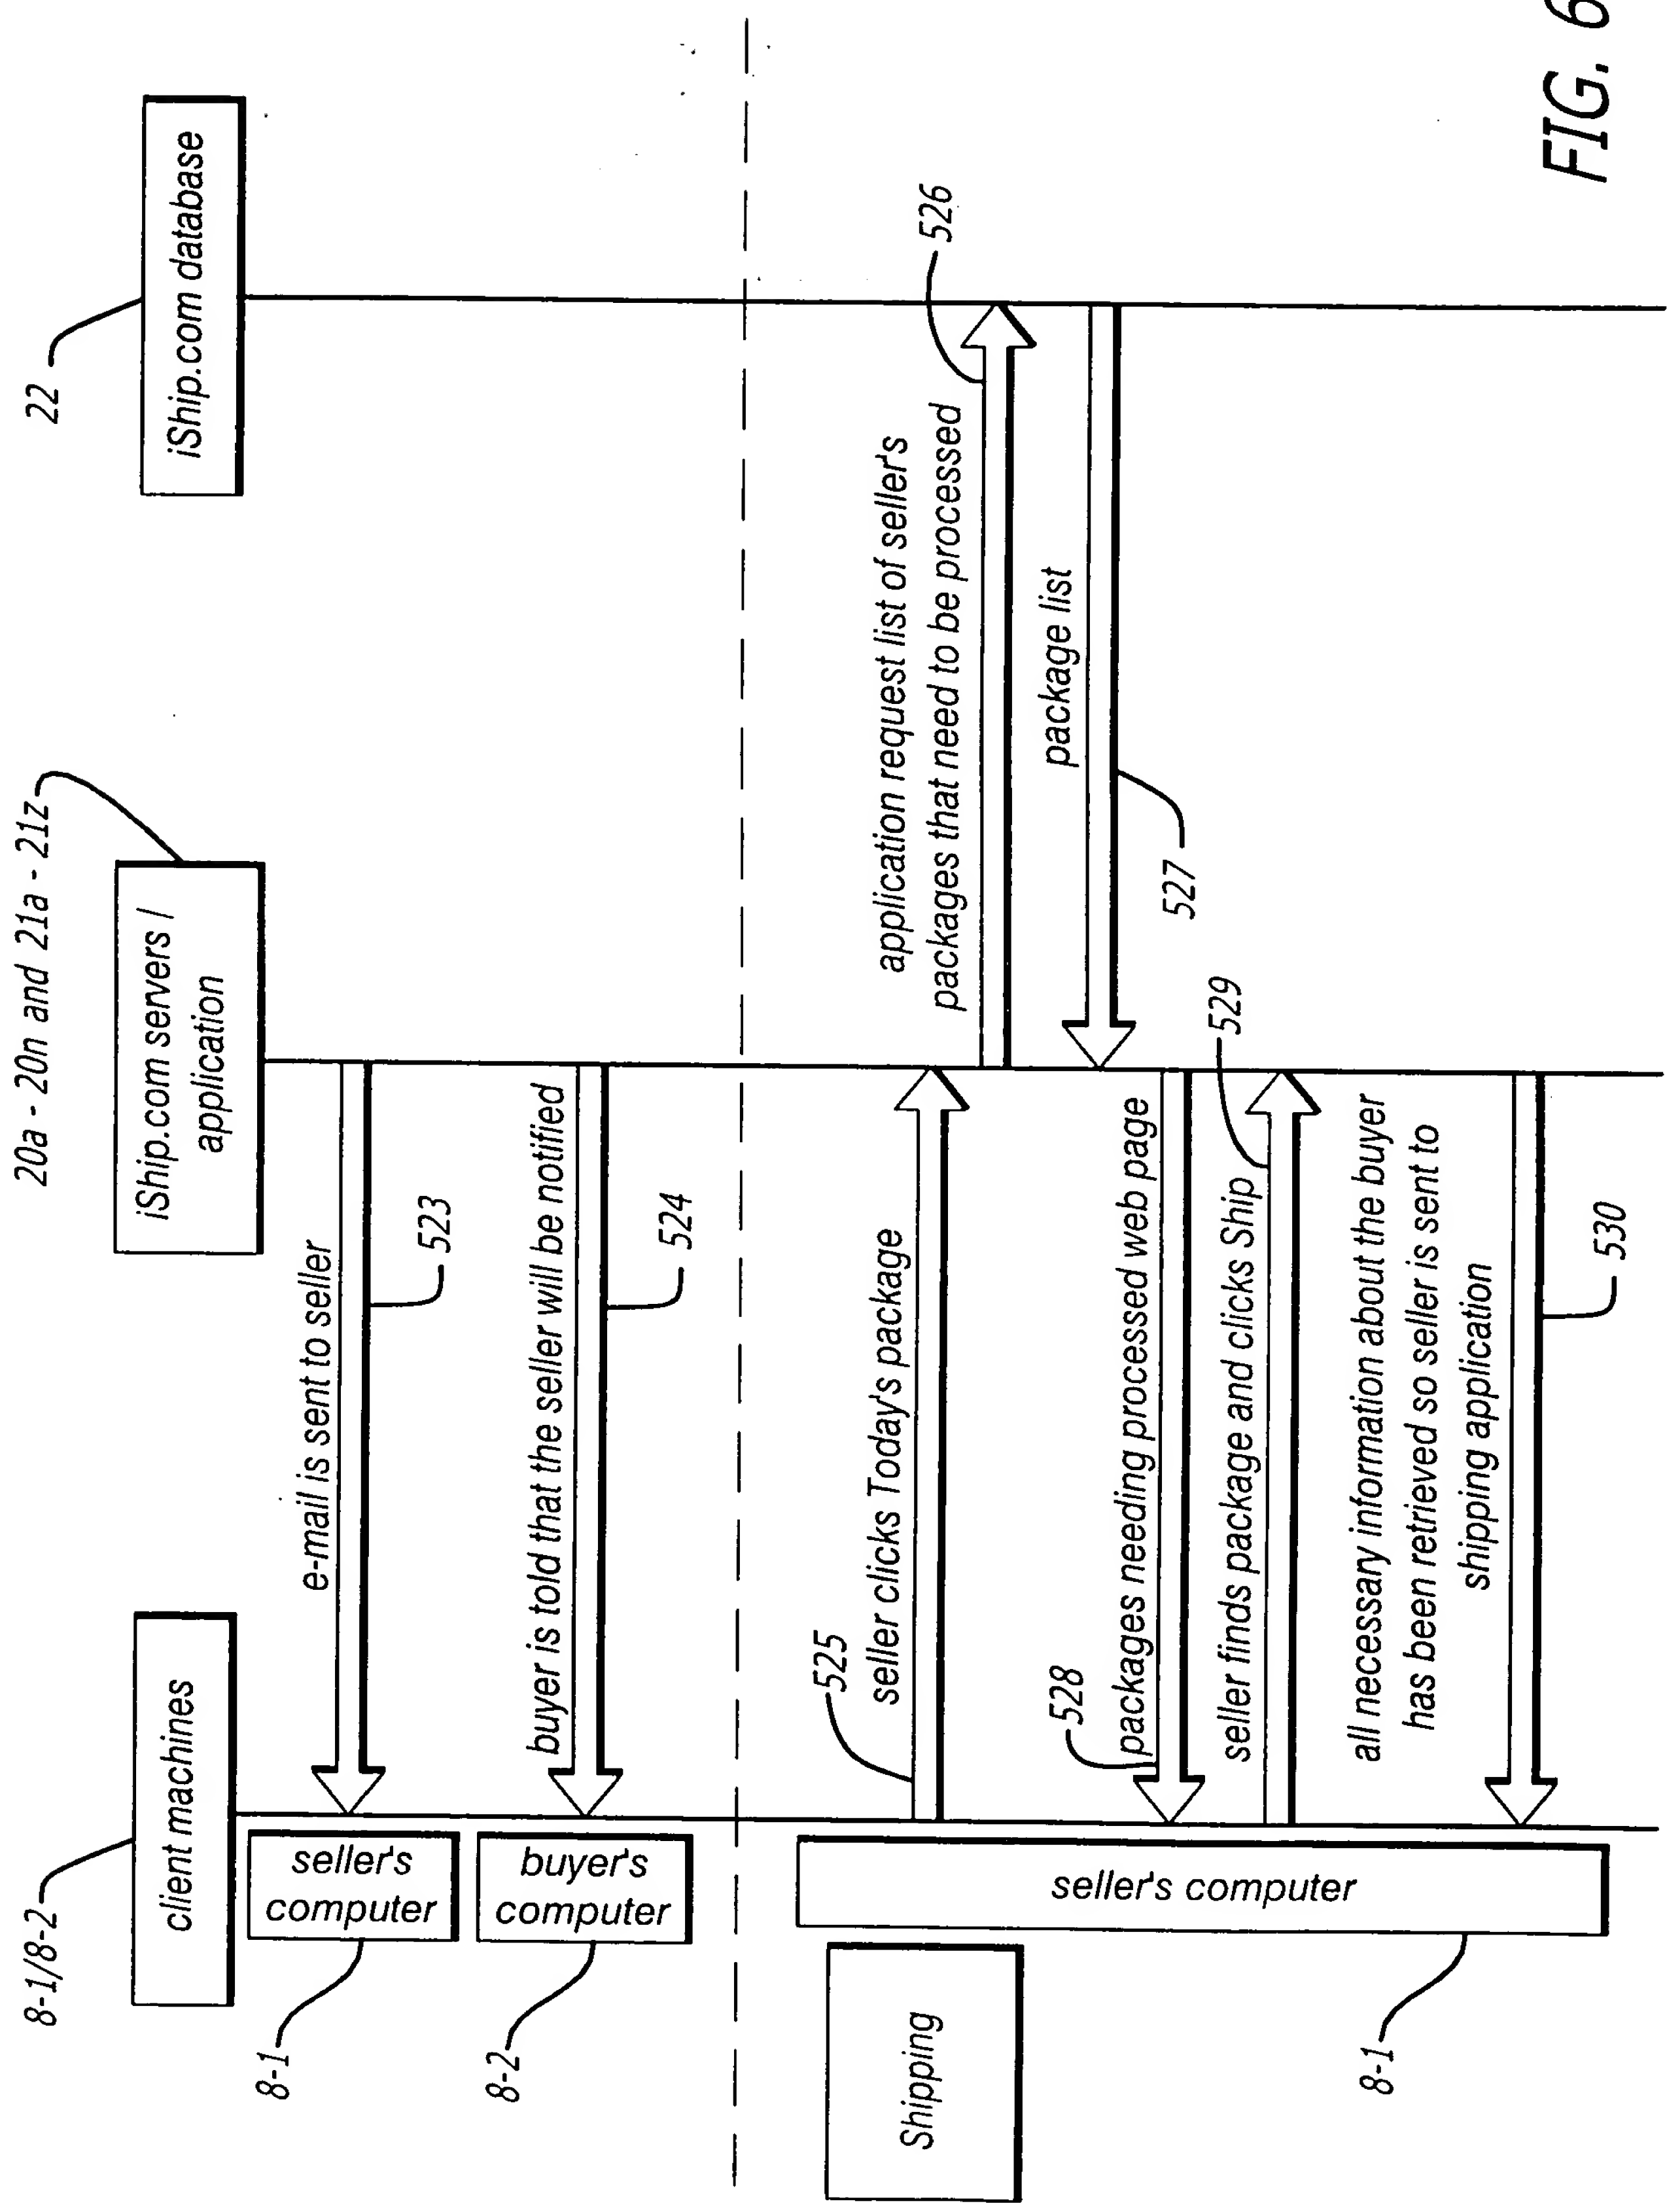 8-1/8-2
client machines
20a - 20n and 21a - 21z
iShip.com servers /
application
22
iShip.com database
8-1
seller's
computer
e-mail is sent to seller
523
8-2
buyer's
computer
buyer is told that the seller will be notified
524
Shipping
seller's computer
8-1
525
seller clicks Today's package
application request list of seller's
packages that need to be processed
526
package list
527
528
packages needing processed web page
seller finds package and clicks Ship
529
all necessary information about the buyer
has been retrieved so seller is sent to
shipping application
530
FIG. 6